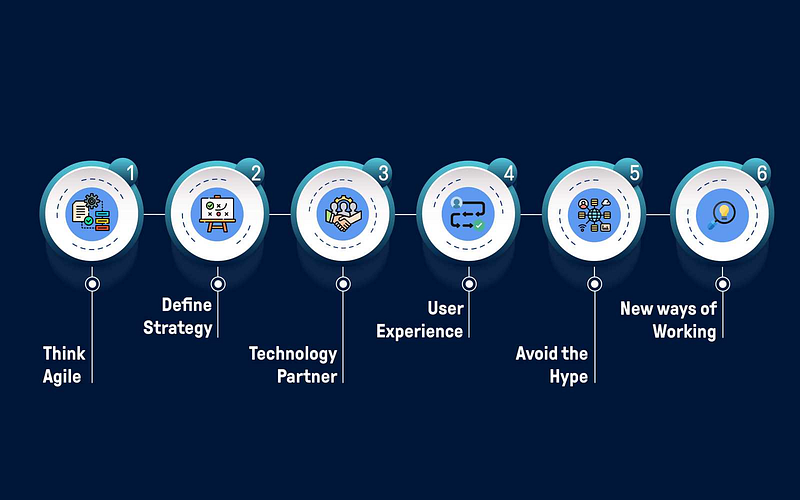 1
2
3
4
5
6
Think
Agile
Define
Strategy
Technology
Partner
User
Experience
Avoid the
Hype
New ways of
Working